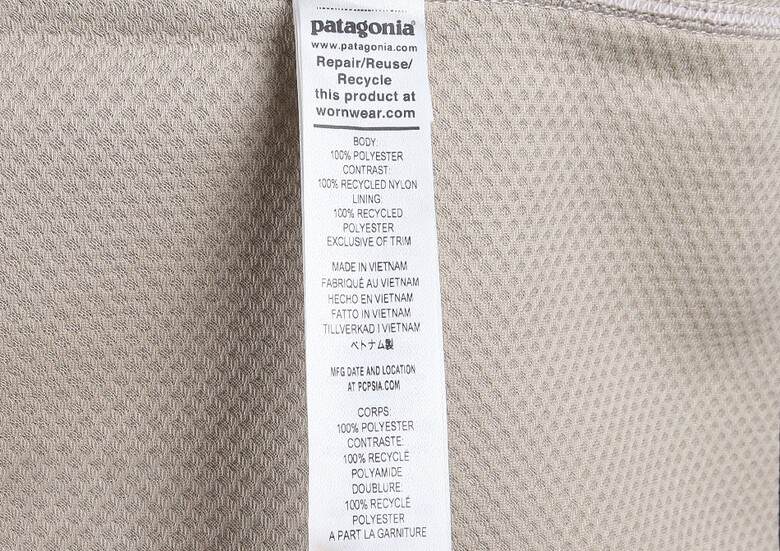 patagonia®
www.patagonia.com
Repair/Reuse/
Recycle
this product at
wornwear.com
BODY:
100% POLYESTER
CONTRAST:
100% RECYCLED NYLON
LINING:
100% RECYCLED
POLYESTER
EXCLUSIVE OF TRIM
MADE IN VIETNAM
FABRIQUÉ AU VIETNAM
HECHO EN VIETNAM
FATTO IN VIETNAM
TILLVERKAD I VIETNAM
ベトナム製
MFG DATE AND LOCATION
AT PCPSIA.COM
CORPS:
100% POLYESTER
CONTRASTE:
100% RECYCLÉ
POLYAMIDE
DOUBLURE:
100% RECYCLÉ
POLYESTER
A PART LA GARNITURE